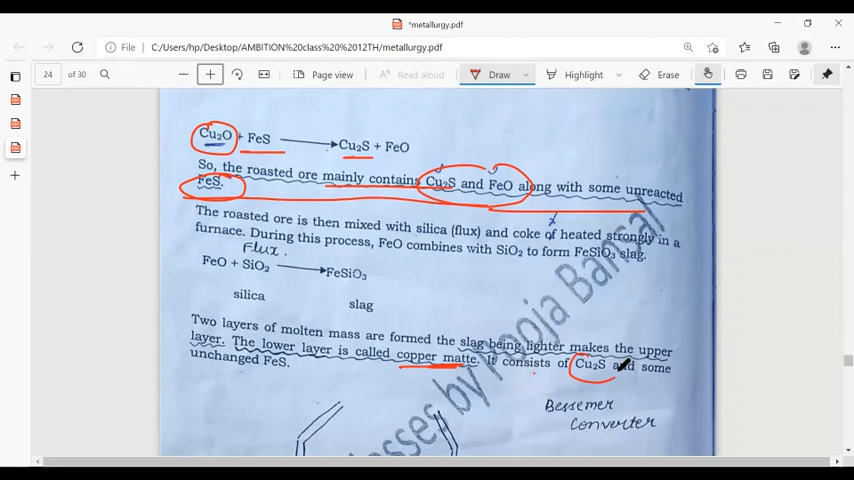 *metallurgy.pdf
File C:/Users/hp/Desktop/AMBITION%20class%20%2012TH/metallurgy.pdf
24 of 30 Page view Read aloud Draw Highlight Erase
Cu₂O + FeS → Cu₂S + FeO
So, the roasted ore mainly contains Cu₂S and FeO along with some unreacted
FeS.
The roasted ore is then mixed with silica (flux) and coke of heated strongly in a
furnace. During this process, FeO combines with SiO₂ to form FeSiO₃ slag.
Flux.
FeO + SiO₂ → FeSiO₃
silica slag
Two layers of molten mass are formed the slag being lighter makes the upper
layer. The lower layer is called copper matte. It consists of Cu₂S and some
unchanged FeS.
Bessemer
Converter
lasses by Pooja Bansal